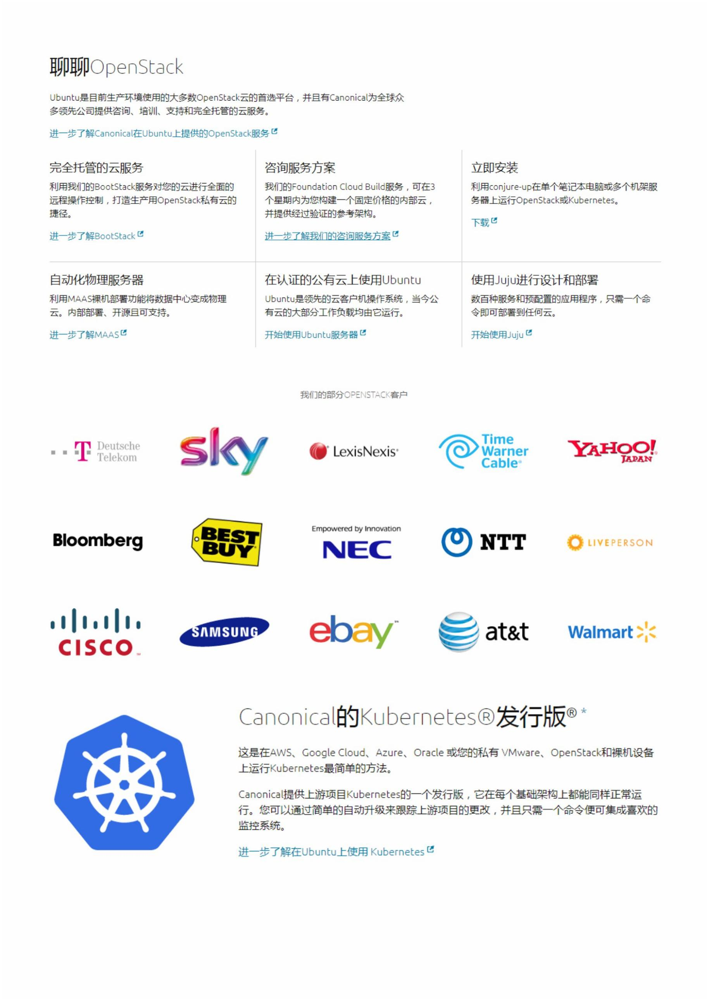 聊聊OpenStack
Ubuntu是目前生产环境使用的大多数OpenStack云的首选平台，并且有Canonical为全球众
多领先公司提供咨询、培训、支持和完全托管的云服务。
进一步了解Canonical在Ubuntu上提供的OpenStack服务
完全托管的云服务
利用我们的BootStack服务对您的云进行全面的
远程操作控制，打造生产用OpenStack私有云的
捷径。
进一步了解BootStack
咨询服务方案
我们的Foundation Cloud Build服务，可在3
个星期内为您构建一个固定价格的内部云，
并提供经过验证的参考架构。
进一步了解我们的咨询服务方案
立即安装
利用conjure-up在单个笔记本电脑或多个机架服
务器上运行OpenStack或Kubernetes。
下载
自动化物理服务器
利用MAAS裸机部署功能将数据中心变成物理
云。内部部署、开源且可支持。
进一步了解MAAS
在认证的公有云上使用Ubuntu
Ubuntu是领先的云客户机操作系统，当今公
有云的大部分工作负载均由它运行。
开始使用Ubuntu服务器
使用Juju进行设计和部署
数百种服务和预配置的应用程序，只需一个命
令即可部署到任何云。
开始使用Juju
我们的部分OPENSTACK客户
T Deutsche
Telekom
sky
LexisNexis®
Time
Warner
Cable®
YAHOO!®
JAPAN
Bloomberg
BEST
BUY
Empowered by Innovation
NEC
NTT
LIVEPERSON
CISCO™
SAMSUNG
ebay™
at&t
Walmart
Canonical的Kubernetes®发行版® *
这是在AWS、Google Cloud、Azure、Oracle 或您的私有 VMware、OpenStack和裸机设备
上运行Kubernetes最简单的方法。
Canonical提供上游项目Kubernetes的一个发行版，它在每个基础架构上都能同样正常运
行。您可以通过简单的自动升级来跟踪上游项目的更改，并且只需一个命令便可集成喜欢的
监控系统。
进一步了解在Ubuntu上使用 Kubernetes